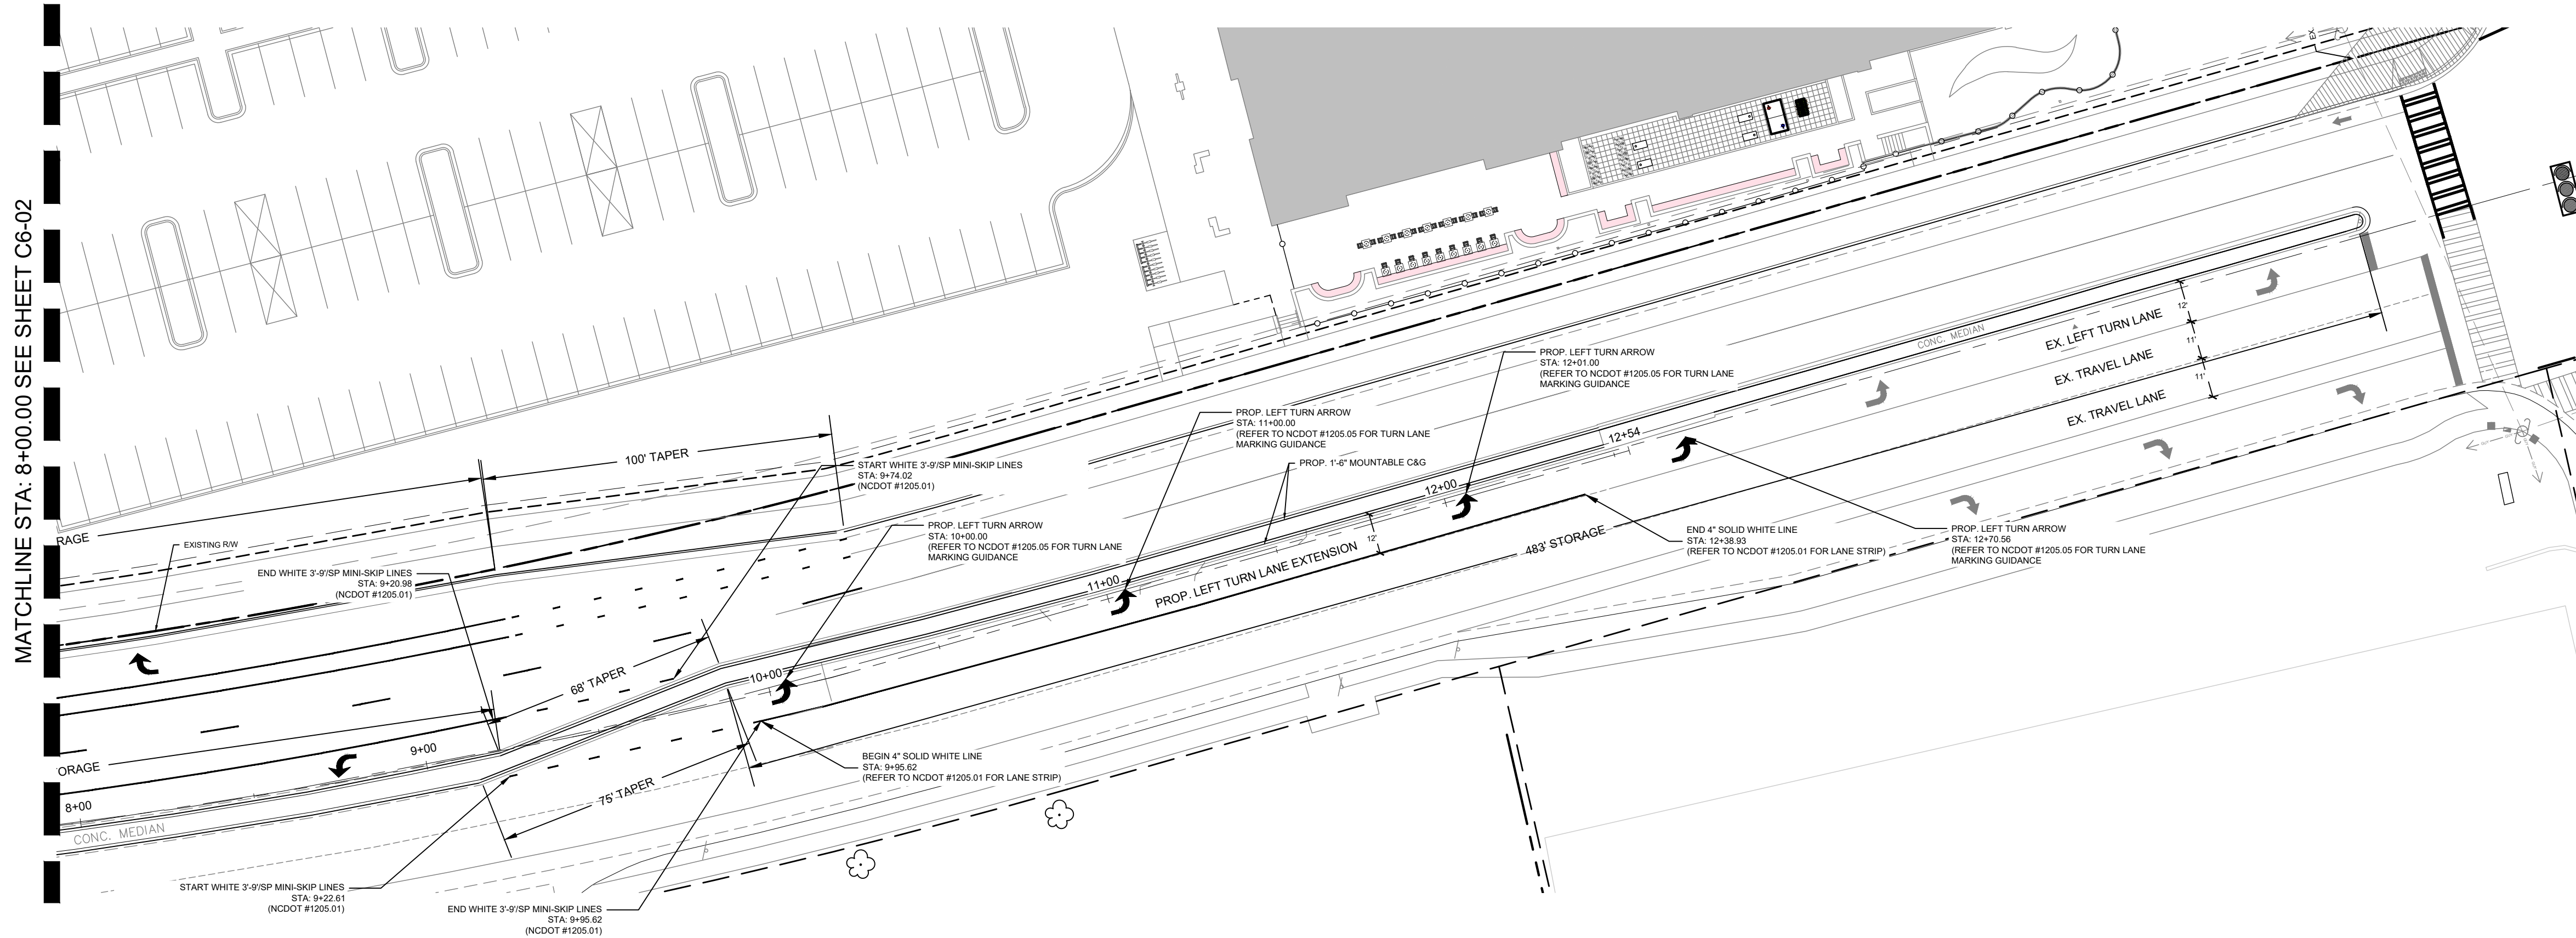 MATCHLINE STA: 8+00.00 SEE SHEET C6-02
EX.
100' TAPER
RAGE
EXISTING R/W
END WHITE 3'-9'/SP MINI-SKIP LINES
STA: 9+20.98
(NCDOT #1205.01)
START WHITE 3'-9'/SP MINI-SKIP LINES
STA: 9+74.02
(NCDOT #1205.01)
PROP. LEFT TURN ARROW
STA: 10+00.00
(REFER TO NCDOT #1205.05 FOR TURN LANE
MARKING GUIDANCE
PROP. LEFT TURN ARROW
STA: 11+00.00
(REFER TO NCDOT #1205.05 FOR TURN LANE
MARKING GUIDANCE
PROP. 1'-6" MOUNTABLE C&G
PROP. LEFT TURN ARROW
STA: 12+01.00
(REFER TO NCDOT #1205.05 FOR TURN LANE
MARKING GUIDANCE
CONC. MEDIAN
EX. LEFT TURN LANE
EX. TRAVEL LANE
EX. TRAVEL LANE
12'
11'
11'
12+54
12+00
11+00
10+00
9+00
8+00
12'
PROP. LEFT TURN LANE EXTENSION
483' STORAGE
END 4" SOLID WHITE LINE
STA: 12+38.93
(REFER TO NCDOT #1205.01 FOR LANE STRIP)
PROP. LEFT TURN ARROW
STA: 12+70.56
(REFER TO NCDOT #1205.05 FOR TURN LANE
MARKING GUIDANCE
68' TAPER
75' TAPER
ORAGE
CONC. MEDIAN
BEGIN 4" SOLID WHITE LINE
STA: 9+95.62
(REFER TO NCDOT #1205.01 FOR LANE STRIP)
START WHITE 3'-9'/SP MINI-SKIP LINES
STA: 9+22.61
(NCDOT #1205.01)
END WHITE 3'-9'/SP MINI-SKIP LINES
STA: 9+95.62
(NCDOT #1205.01)